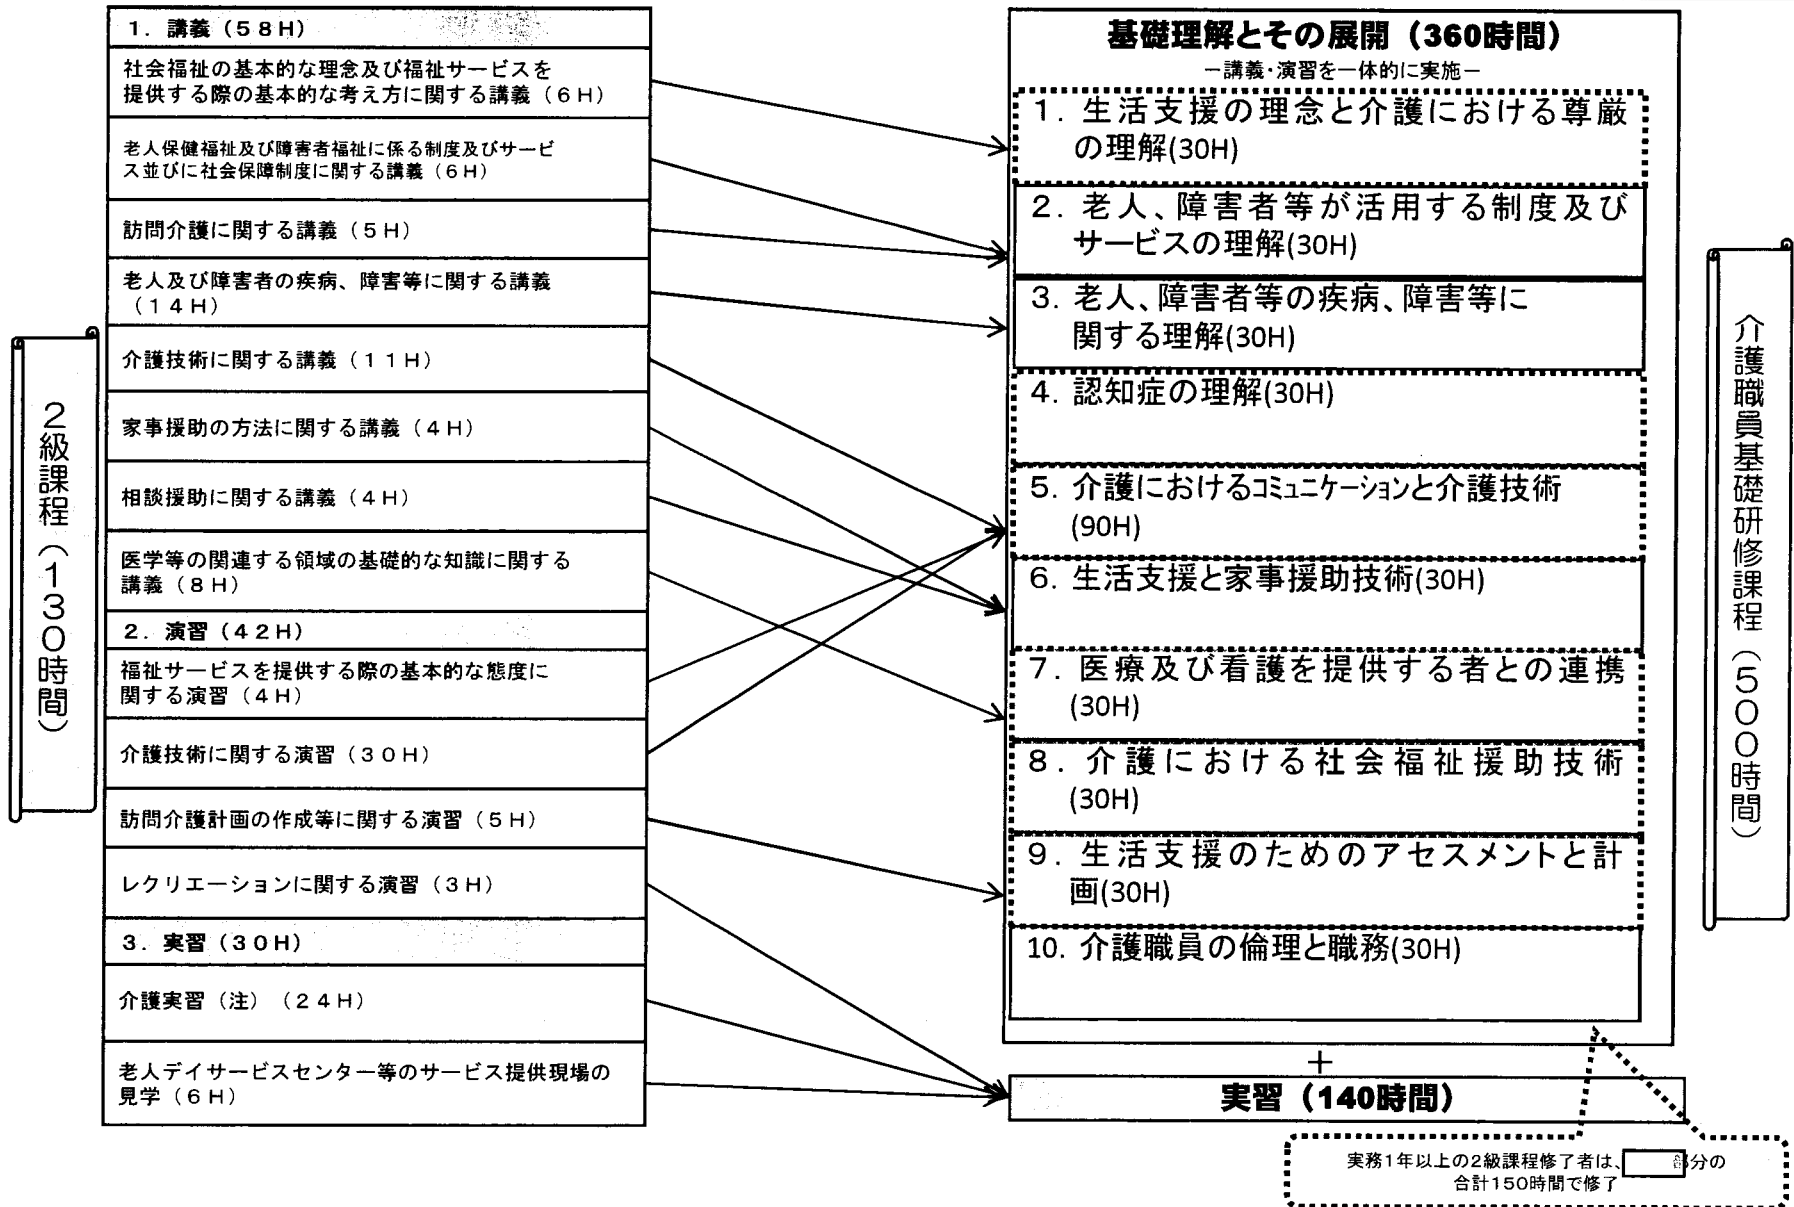 2級課程（130時間）
1．講義（58H）
社会福祉の基本的な理念及び福祉サービスを
提供する際の基本的な考え方に関する講義（6H）
老人保健福祉及び障害者福祉に係る制度及びサービ
ス並びに社会保障制度に関する講義（6H）
訪問介護に関する講義（5H）
老人及び障害者の疾病、障害等に関する講義
（14H）
介護技術に関する講義（11H）
家事援助の方法に関する講義（4H）
相談援助に関する講義（4H）
医学等の関連する領域の基礎的な知識に関する
講義（8H）
2．演習（42H）
福祉サービスを提供する際の基本的な態度に
関する演習（4H）
介護技術に関する演習（30H）
訪問介護計画の作成等に関する演習（5H）
レクリエーションに関する演習（3H）
3．実習（30H）
介護実習（注）（24H）
老人デイサービスセンター等のサービス提供現場の
見学（6H）
基礎理解とその展開（360時間）
－講義・演習を一体的に実施－
1．生活支援の理念と介護における尊厳
の理解(30H)
2．老人、障害者等が活用する制度及び
サービスの理解(30H)
3．老人、障害者等の疾病、障害等に
関する理解(30H)
4．認知症の理解(30H)
5．介護におけるｺﾐｭﾆｹｰｼｮﾝと介護技術
(90H)
6．生活支援と家事援助技術(30H)
7．医療及び看護を提供する者との連携
(30H)
8．介護における社会福祉援助技術
(30H)
9．生活支援のためのアセスメントと計
画(30H)
10．介護職員の倫理と職務(30H)
＋
実習（140時間）
実務1年以上の2級課程修了者は、部分の
合計150時間で修了
介護職員基礎研修課程（500時間）